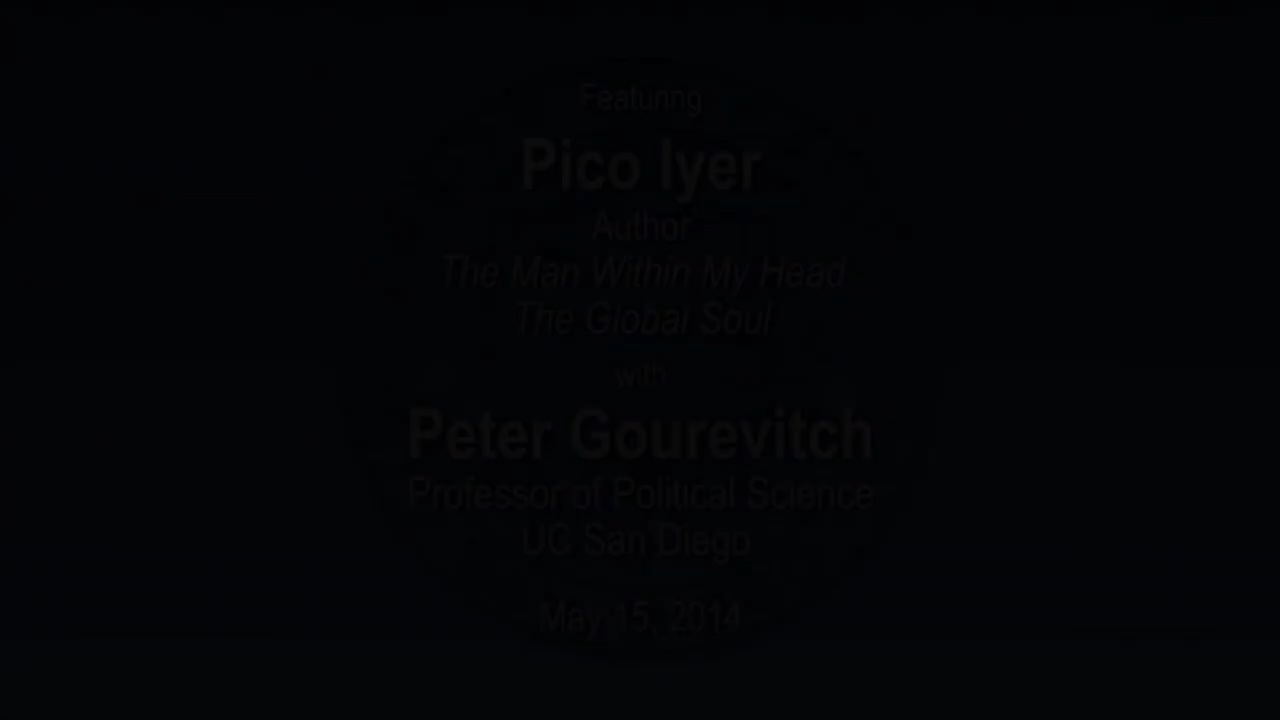 Featuring
Pico Iyer
Author
The Man Within My Head
The Global Soul
with
Peter Gourevitch
Professor of Political Science
UC San Diego
May 15, 2014